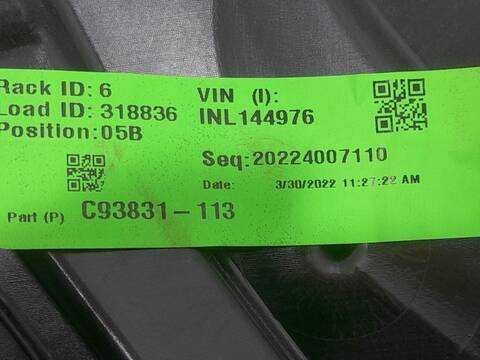 Rack ID: 6
Load ID: 318836
Position:05B
VIN (I):
INL144976
Seq:20224007110
Date: 3/30/2022 11:27:22 AM
Part (P) C93831-113